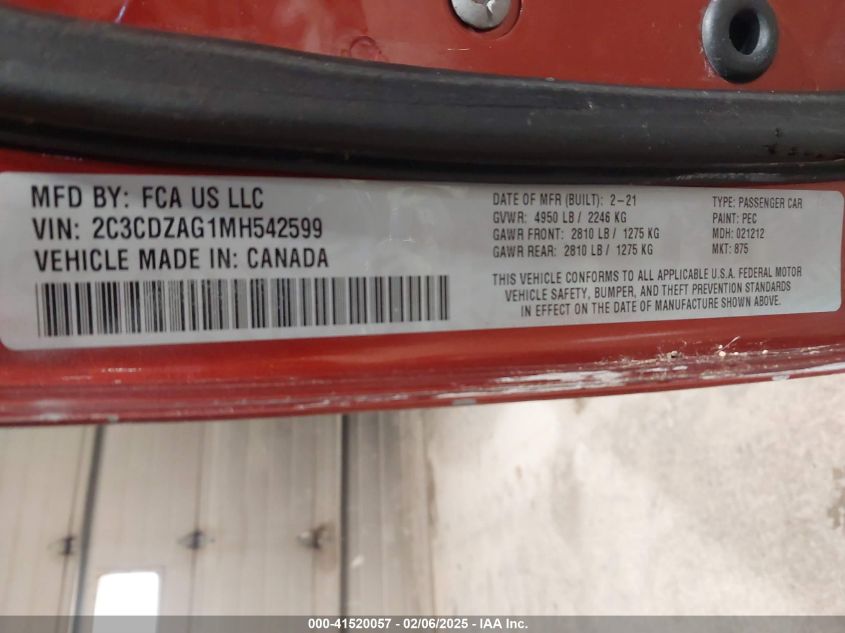 MFD BY: FCA US LLC
VIN: 2C3CDZAG1MH542599
VEHICLE MADE IN: CANADA
DATE OF MFR (BUILT): 2-21
GVWR: 4950 LB / 2246 KG
GAWR FRONT: 2810 LB / 1275 KG
GAWR REAR: 2810 LB / 1275 KG
TYPE: PASSENGER CAR
PAINT: PEC
MDH: 021212
MKT: 875
THIS VEHICLE CONFORMS TO ALL APPLICABLE U.S.A. FEDERAL MOTOR
VEHICLE SAFETY, BUMPER, AND THEFT PREVENTION STANDARDS
IN EFFECT ON THE DATE OF MANUFACTURE SHOWN ABOVE.
000-41520057 - 02/06/2025 - IAA Inc.